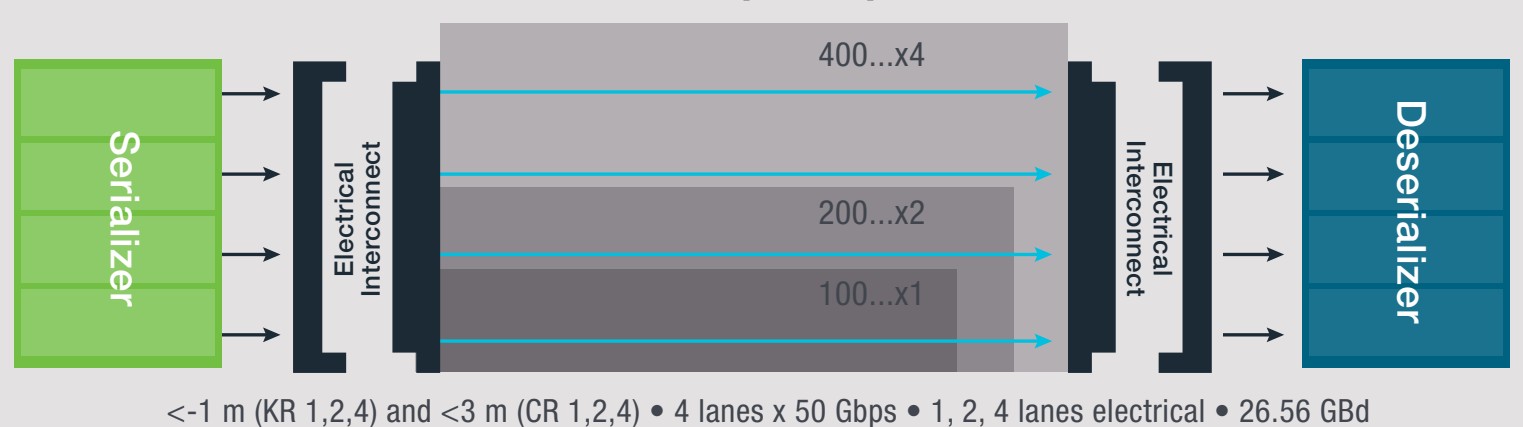 400...x4
Serializer
Electrical
Interconnect
200...x2
100...x1
Electrical
Interconnect
Deserializer
<-1 m (KR 1,2,4) and <3 m (CR 1,2,4) • 4 lanes x 50 Gbps • 1, 2, 4 lanes electrical • 26.56 GBd